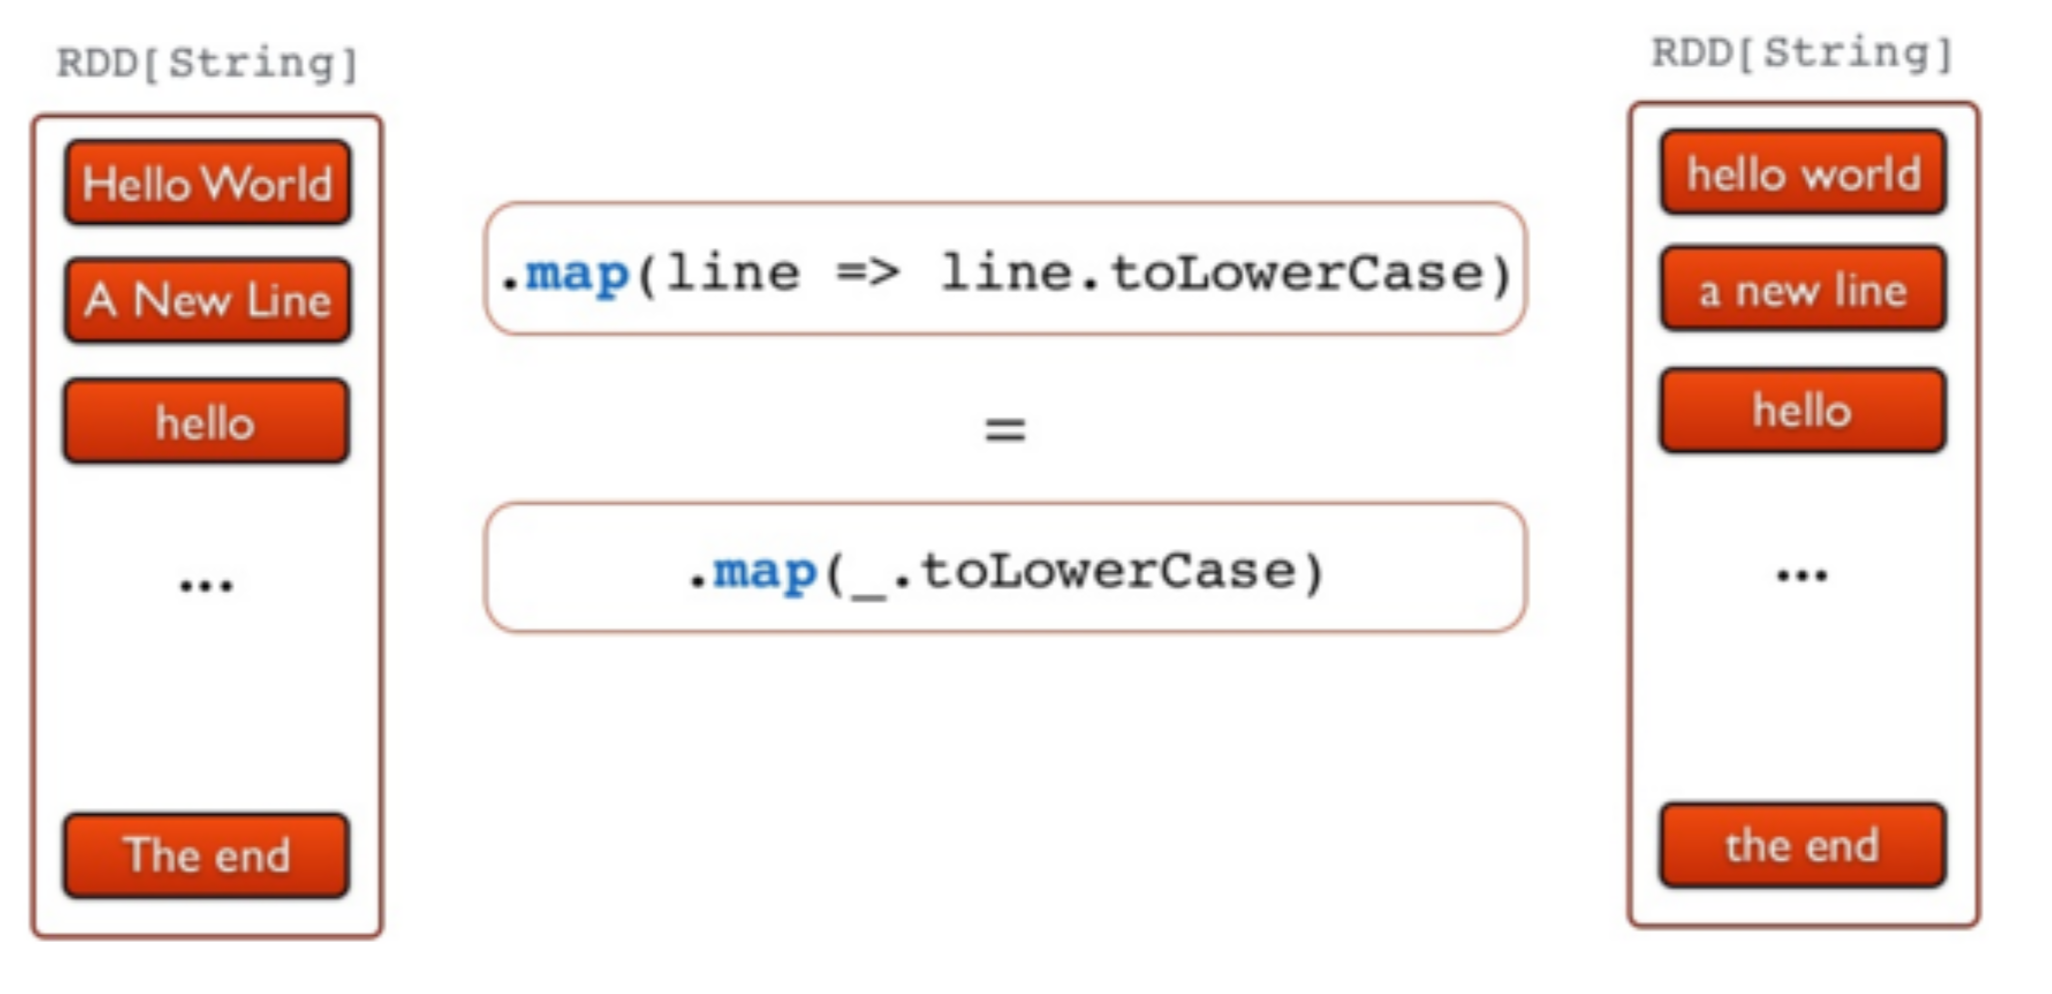 RDD[String]
Hello World
A New Line
hello
...
The end
.map(line => line.toLowerCase)
=
.map(_.toLowerCase)
RDD[String]
hello world
a new line
hello
...
the end